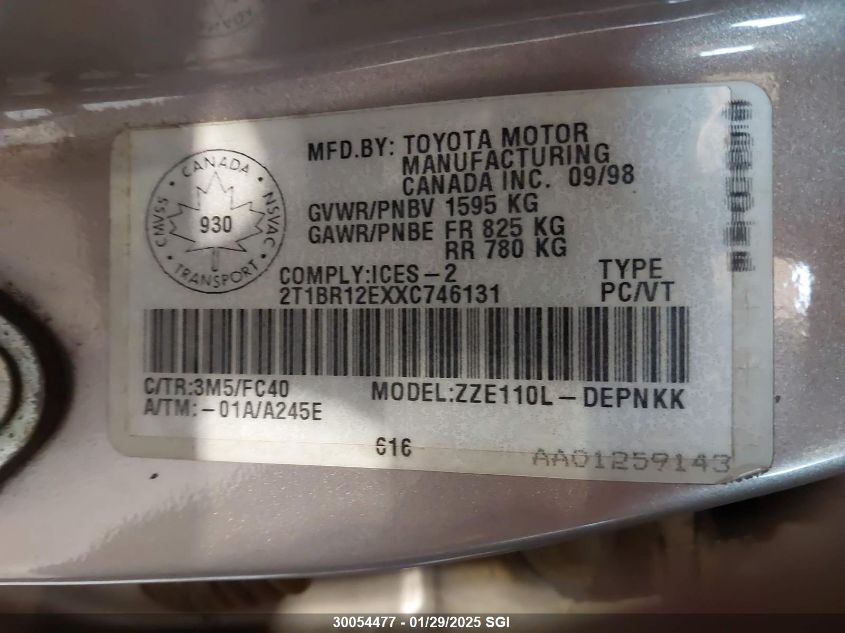 MFD.BY: TOYOTA MOTOR
MANUFACTURING
CANADA INC. 09/98
GVWR/PNBV 1595 KG
GAWR/PNBE FR 825 KG
RR 780 KG
CANADA
CMVSS
930
NSVAC
TRANSPORT
COMPLY:ICES-2
TYPE
2T1BR12EXXC746131
PC/VT
C/TR:3M5/FC40
MODEL:ZZE110L-DEPNKK
A/TM:-01A/A245E
616
AA01259143
30054477 - 01/29/2025 SGI